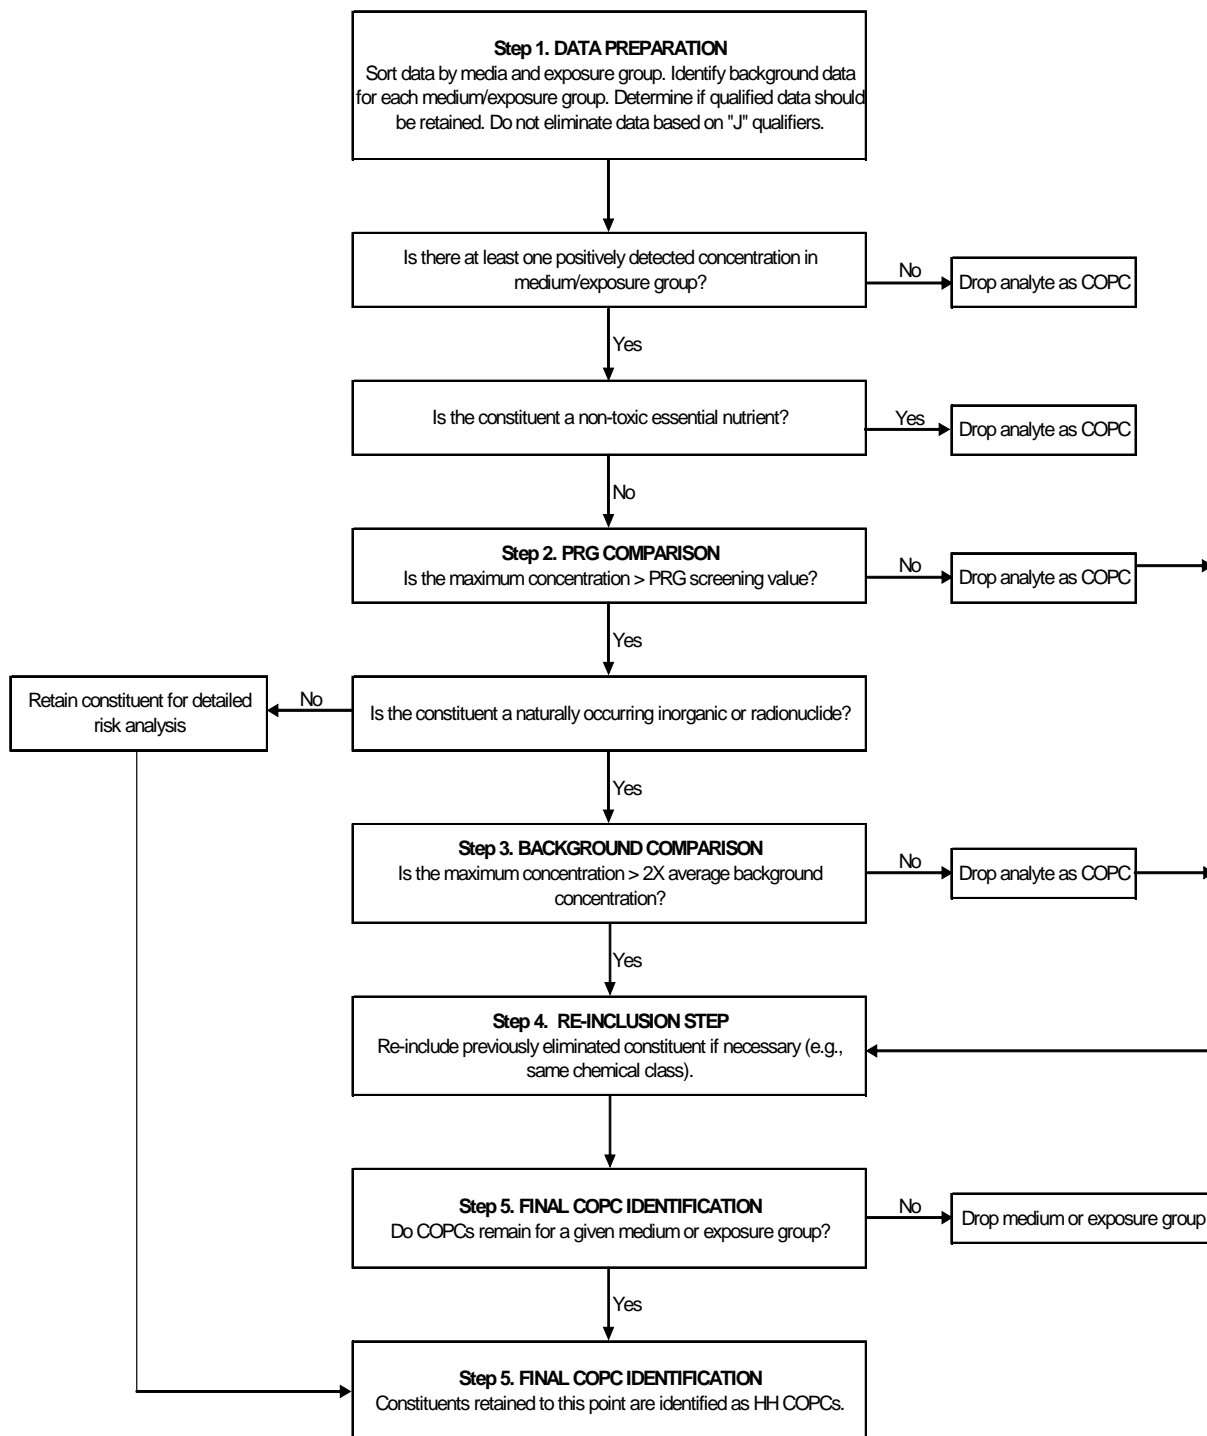 Step 1. DATA PREPARATION
Sort data by media and exposure group. Identify background data
for each medium/exposure group. Determine if qualified data should
be retained. Do not eliminate data based on "J" qualifiers.
Is there at least one positively detected concentration in
medium/exposure group?
No
Drop analyte as COPC
Yes
Is the constituent a non-toxic essential nutrient?
Yes
Drop analyte as COPC
No
Step 2. PRG COMPARISON
Is the maximum concentration > PRG screening value?
No
Drop analyte as COPC
Yes
Retain constituent for detailed
risk analysis
No
Is the constituent a naturally occurring inorganic or radionuclide?
Yes
Step 3. BACKGROUND COMPARISON
Is the maximum concentration > 2X average background
concentration?
No
Drop analyte as COPC
Yes
Step 4. RE-INCLUSION STEP
Re-include previously eliminated constituent if necessary (e.g.,
same chemical class).
Step 5. FINAL COPC IDENTIFICATION
Do COPCs remain for a given medium or exposure group?
No
Drop medium or exposure group
Yes
Step 5. FINAL COPC IDENTIFICATION
Constituents retained to this point are identified as HH COPCs.